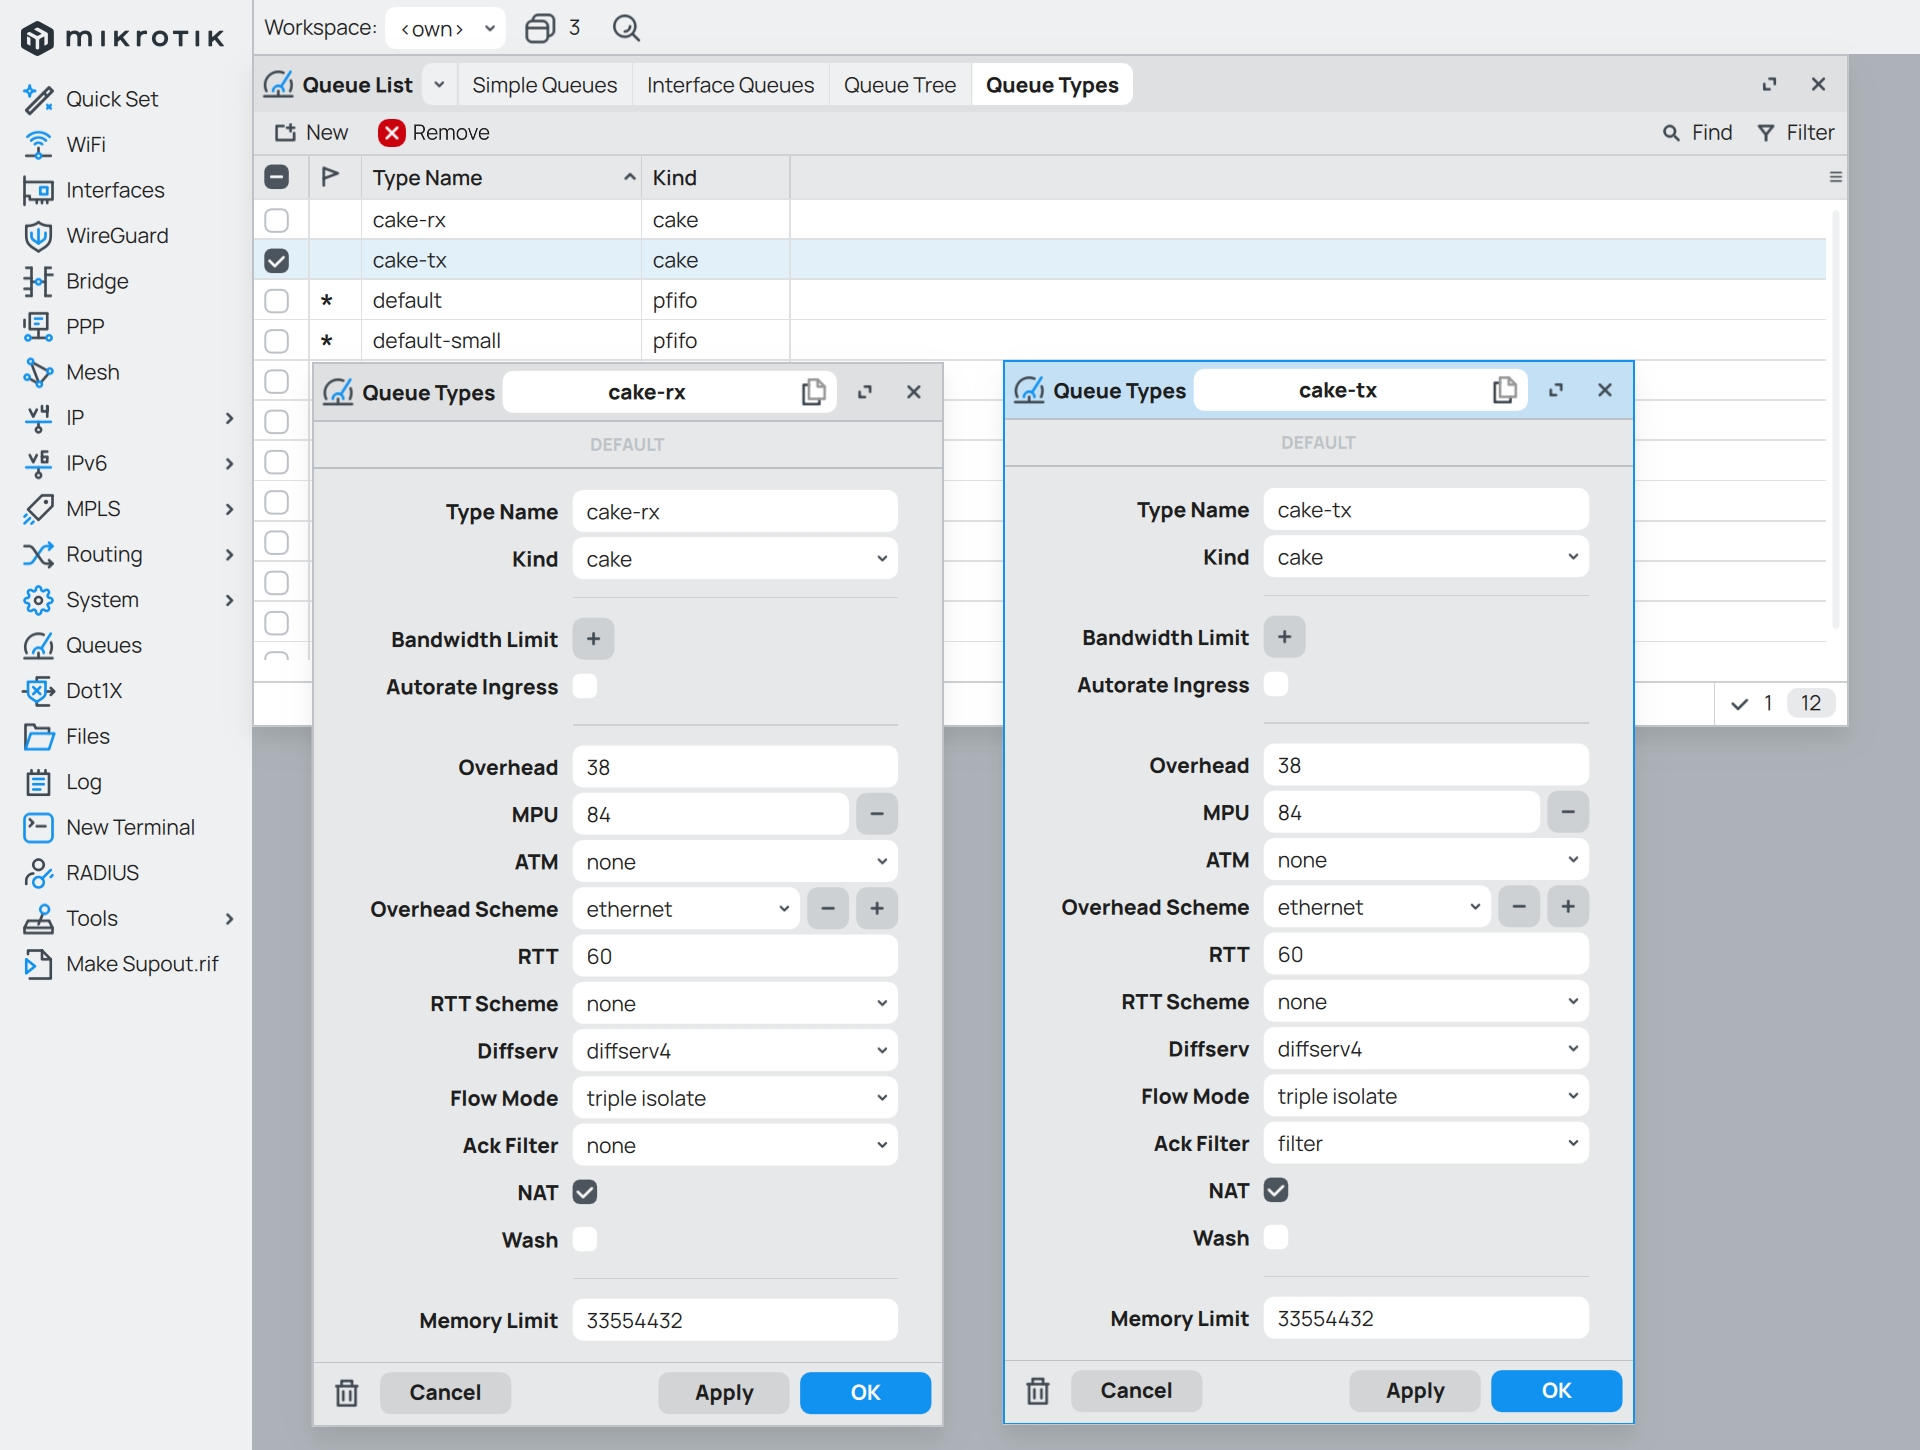 mikrotik
Workspace: <own> 3
Queue List Simple Queues Interface Queues Queue Tree Queue Types
New Remove Find Filter
Type Name Kind
cake-rx cake
cake-tx cake
* default pfifo
* default-small pfifo
1 12
Quick Set
WiFi
Interfaces
WireGuard
Bridge
PPP
Mesh
v4 IP
v6 IPv6
MPLS
Routing
System
Queues
Dot1X
Files
Log
New Terminal
RADIUS
Tools
Make Supout.rif
Queue Types cake-rx
DEFAULT
Type Name cake-rx
Kind cake
Bandwidth Limit +
Autorate Ingress
Overhead 38
MPU 84 −
ATM none
Overhead Scheme ethernet − +
RTT 60
RTT Scheme none
Diffserv diffserv4
Flow Mode triple isolate
Ack Filter none
NAT
Wash
Memory Limit 33554432
Cancel Apply OK
Queue Types cake-tx
DEFAULT
Type Name cake-tx
Kind cake
Bandwidth Limit +
Autorate Ingress
Overhead 38
MPU 84 −
ATM none
Overhead Scheme ethernet − +
RTT 60
RTT Scheme none
Diffserv diffserv4
Flow Mode triple isolate
Ack Filter filter
NAT
Wash
Memory Limit 33554432
Cancel Apply OK